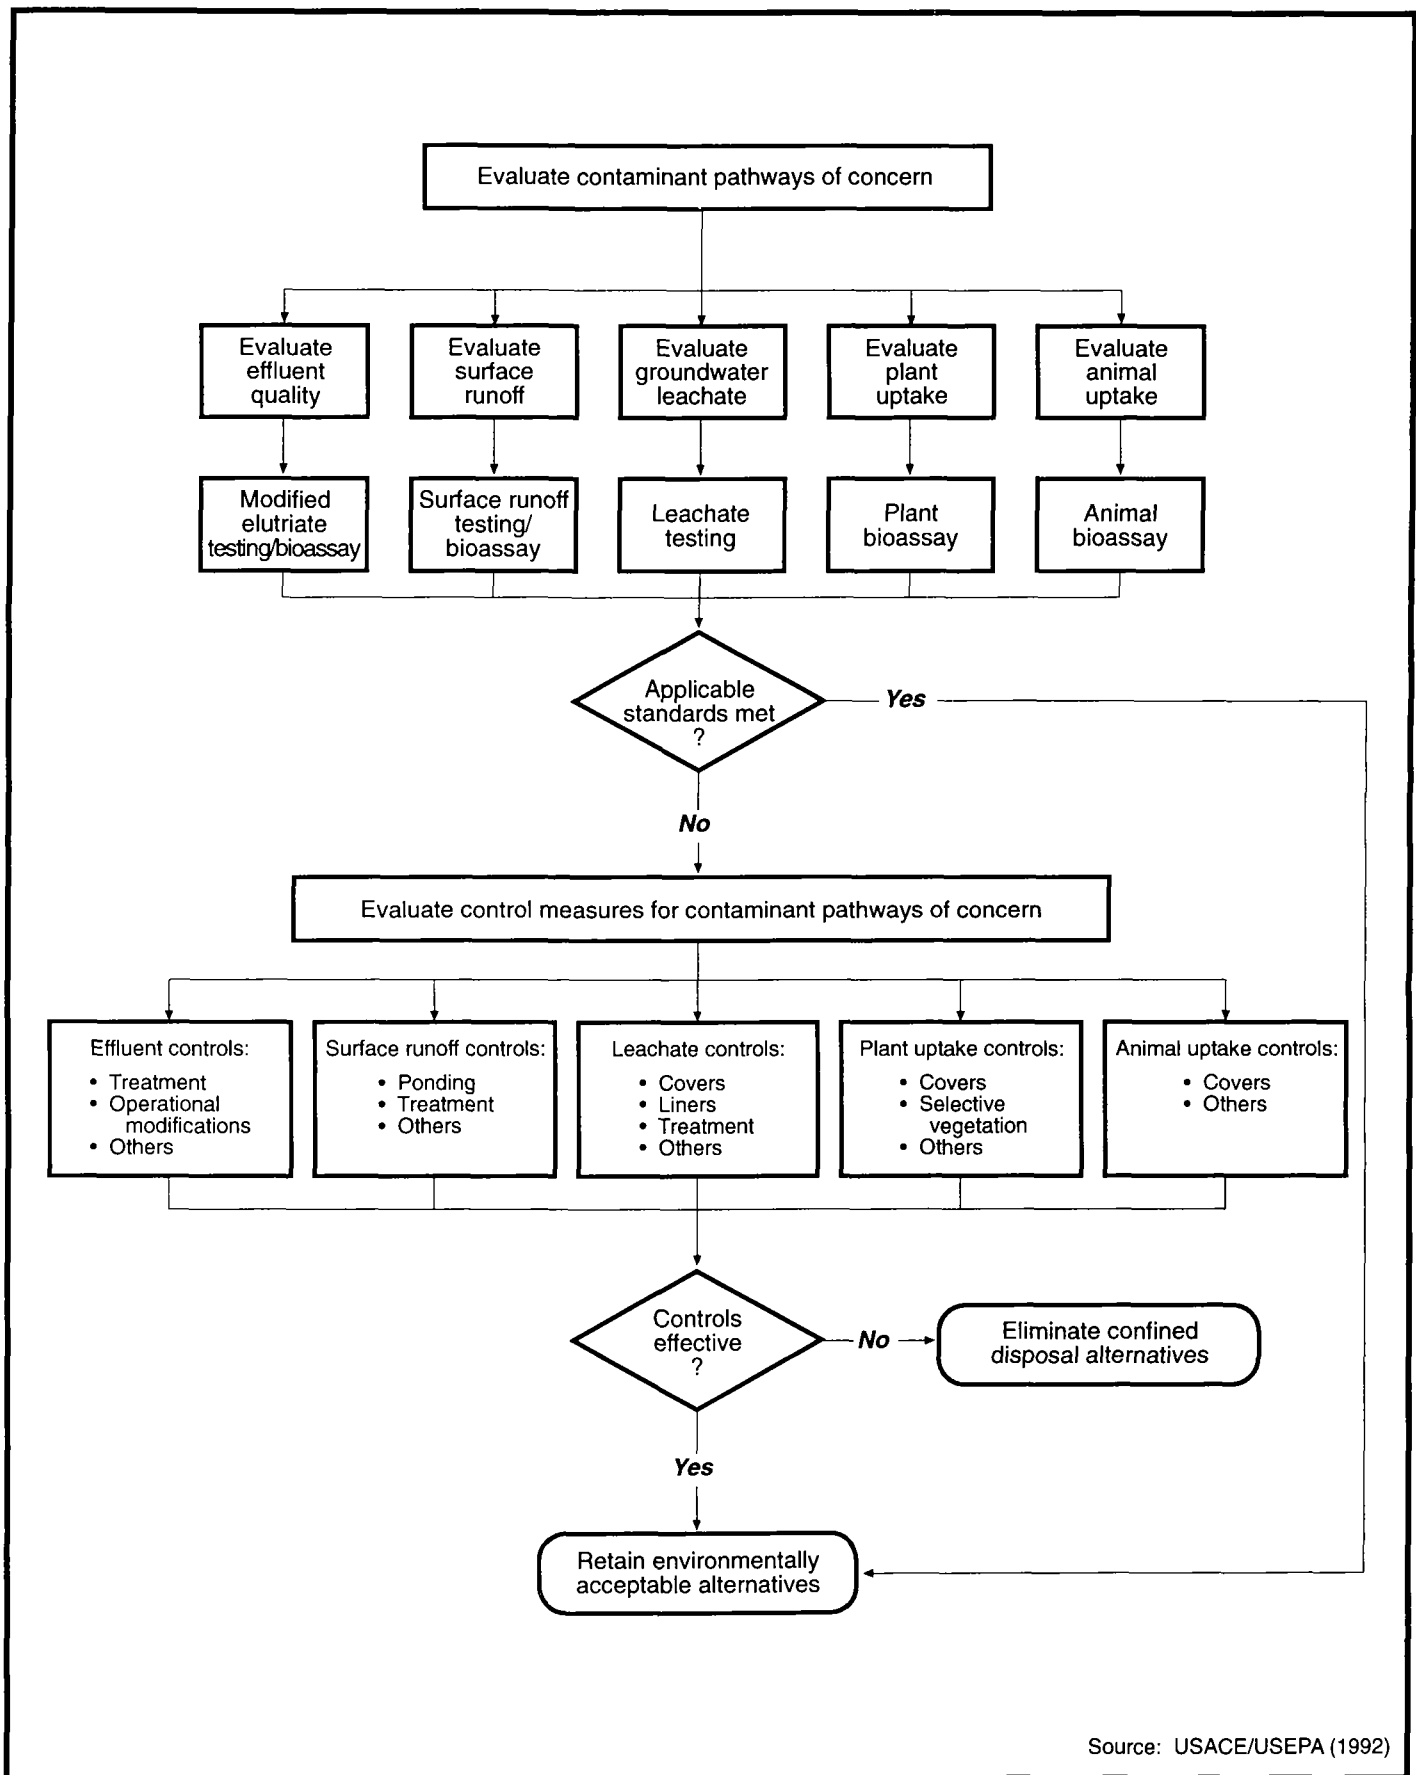 Evaluate contaminant pathways of concern
Evaluate
effluent
quality
Evaluate
surface
runoff
Evaluate
groundwater
leachate
Evaluate
plant
uptake
Evaluate
animal
uptake
Modified
elutriate
testing/bioassay
Surface runoff
testing/
bioassay
Leachate
testing
Plant
bioassay
Animal
bioassay
Applicable
standards met
?
Yes
No
Evaluate control measures for contaminant pathways of concern
Effluent controls:
• Treatment
• Operational
modifications
• Others
Surface runoff controls:
• Ponding
• Treatment
• Others
Leachate controls:
• Covers
• Liners
• Treatment
• Others
Plant uptake controls:
• Covers
• Selective
vegetation
• Others
Animal uptake controls:
• Covers
• Others
Controls
effective
?
No
Eliminate confined
disposal alternatives
Yes
Retain environmentally
acceptable alternatives
Source: USACE/USEPA (1992)